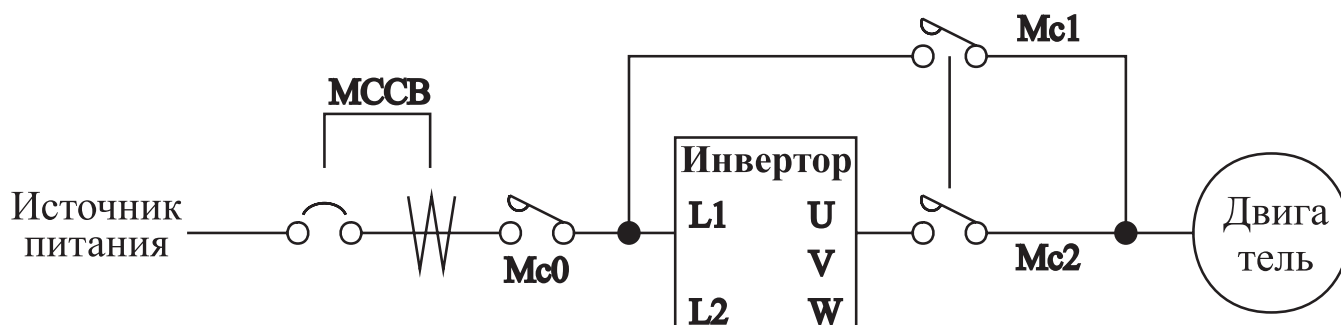 Mc1
MCCB
Инвертор
Источник
питания
L1
U
Двига
тель
V
Mc0
Mc2
L2
W